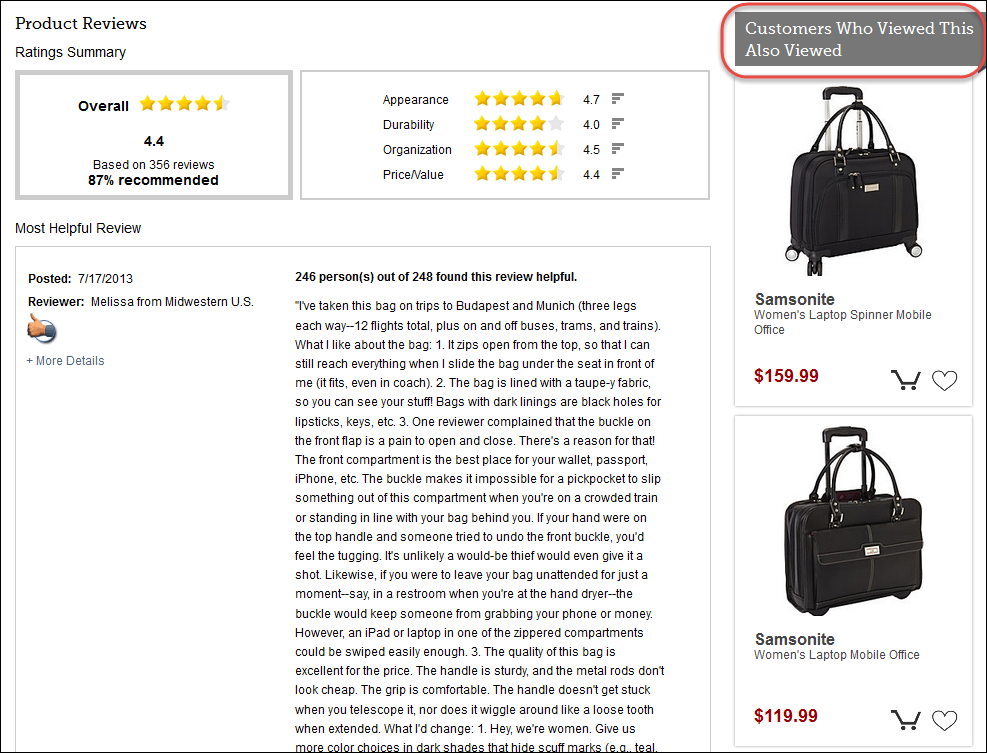 Product Reviews
Ratings Summary
Overall
4.4
Based on 356 reviews
87% recommended
Appearance 4.7
Durability 4.0
Organization 4.5
Price/Value 4.4
Most Helpful Review
Posted: 7/17/2013
Reviewer: Melissa from Midwestern U.S.
+ More Details
246 person(s) out of 248 found this review helpful.
"I've taken this bag on trips to Budapest and Munich (three legs
each way--12 flights total, plus on and off buses, trams, and trains).
What I like about the bag: 1. It zips open from the top, so that I can
still reach everything when I slide the bag under the seat in front of
me (it fits, even in coach). 2. The bag is lined with a taupe-y fabric,
so you can see your stuff! Bags with dark linings are black holes for
lipsticks, keys, etc. 3. One reviewer complained that the buckle on
the front flap is a pain to open and close. There's a reason for that!
The front compartment is the best place for your wallet, passport,
iPhone, etc. The buckle makes it impossible for a pickpocket to slip
something out of this compartment when you're on a crowded train
or standing in line with your bag behind you. If your hand were on
the top handle and someone tried to undo the front buckle, you'd
feel the tugging. It's unlikely a would-be thief would even give it a
shot. Likewise, if you were to leave your bag unattended for just a
moment--say, in a restroom when you're at the hand dryer--the
buckle would keep someone from grabbing your phone or money.
However, an iPad or laptop in one of the zippered compartments
could be swiped easily enough. 3. The quality of this bag is
excellent for the price. The handle is sturdy, and the metal rods don't
look cheap. The grip is comfortable. The handle doesn't get stuck
when you telescope it, nor does it wiggle around like a loose tooth
when extended. What I'd change: 1. Hey, we're women. Give us
more color choices in dark shades that hide scuff marks (e.g., teal,
Customers Who Viewed This
Also Viewed
Samsonite
Women's Laptop Spinner Mobile
Office
$159.99
Samsonite
Women's Laptop Mobile Office
$119.99